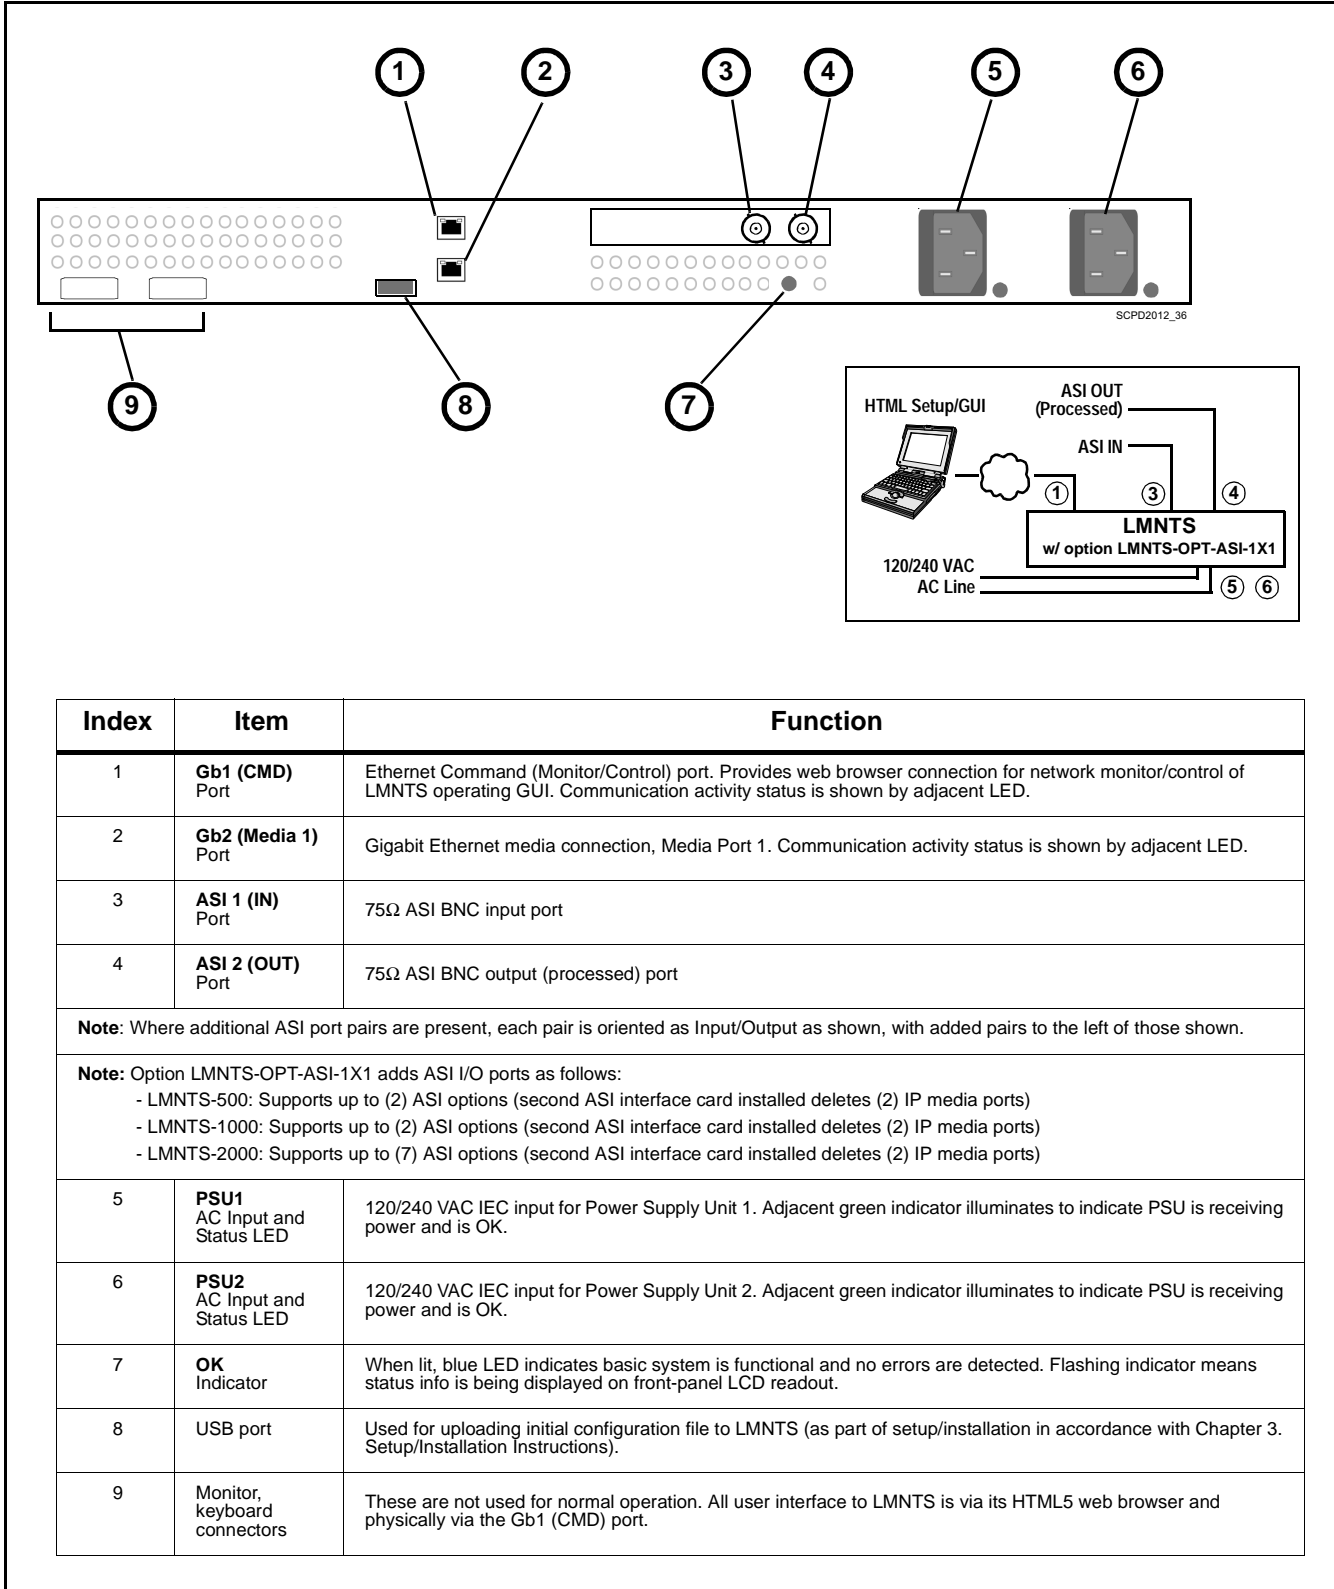 1 2 3 4 5 6
SCPD2012_36
9 8 7
HTML Setup/GUI
ASI OUT
(Processed)
ASI IN
1 3 4
LMNTS
w/ option LMNTS-OPT-ASI-1X1
120/240 VAC
AC Line
5 6
Index Item Function
1 Gb1 (CMD)
Port
Ethernet Command (Monitor/Control) port. Provides web browser connection for network monitor/control of
LMNTS operating GUI. Communication activity status is shown by adjacent LED.
2 Gb2 (Media 1)
Port
Gigabit Ethernet media connection, Media Port 1. Communication activity status is shown by adjacent LED.
3 ASI 1 (IN)
Port
75Ω ASI BNC input port
4 ASI 2 (OUT)
Port
75Ω ASI BNC output (processed) port
Note: Where additional ASI port pairs are present, each pair is oriented as Input/Output as shown, with added pairs to the left of those shown.
Note: Option LMNTS-OPT-ASI-1X1 adds ASI I/O ports as follows:
- LMNTS-500: Supports up to (2) ASI options (second ASI interface card installed deletes (2) IP media ports)
- LMNTS-1000: Supports up to (2) ASI options (second ASI interface card installed deletes (2) IP media ports)
- LMNTS-2000: Supports up to (7) ASI options (second ASI interface card installed deletes (2) IP media ports)
5 PSU1
AC Input and
Status LED
120/240 VAC IEC input for Power Supply Unit 1. Adjacent green indicator illuminates to indicate PSU is receiving
power and is OK.
6 PSU2
AC Input and
Status LED
120/240 VAC IEC input for Power Supply Unit 2. Adjacent green indicator illuminates to indicate PSU is receiving
power and is OK.
7 OK
Indicator
When lit, blue LED indicates basic system is functional and no errors are detected. Flashing indicator means
status info is being displayed on front-panel LCD readout.
8 USB port
Used for uploading initial configuration file to LMNTS (as part of setup/installation in accordance with Chapter 3.
Setup/Installation Instructions).
9 Monitor,
keyboard
connectors
These are not used for normal operation. All user interface to LMNTS is via its HTML5 web browser and
physically via the Gb1 (CMD) port.